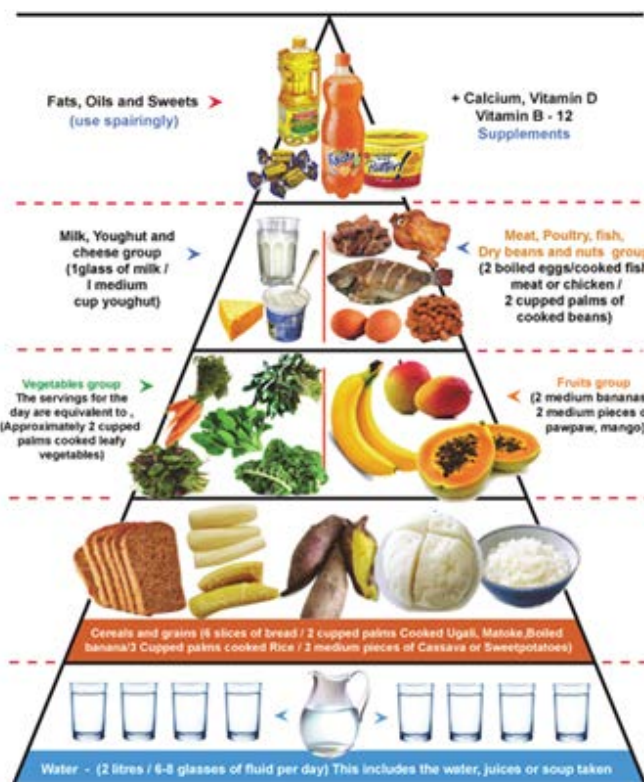 Fats, Oils and Sweets
(use spairingly)
+ Calcium, Vitamin D
Vitamin B - 12
Supplements
Milk, Youghut and
cheese group
(1glass of milk /
I medium
cup youghut)
Meat, Poultry, fish,
Dry beans and nuts group
(2 boiled eggs/cooked fish
meat or chicken /
2 cupped palms of
cooked beans)
Vegetables group
The servings for the
day are equivalent to ,
(Approximately 2 cupped
palms cooked leafy
vegetables)
Fruits group
(2 medium bananas
2 medium pieces o
pawpaw, mango)
Cereals and grains (6 slices of bread / 2 cupped palms Cooked Ugali, Matoke,Boiled
banana/3 Cupped palms cooked Rice / 3 medium pieces of Cassava or Sweetpotatoes)
Water - (2 litres / 6-8 glasses of fluid per day) This includes the water, juices or soup taken